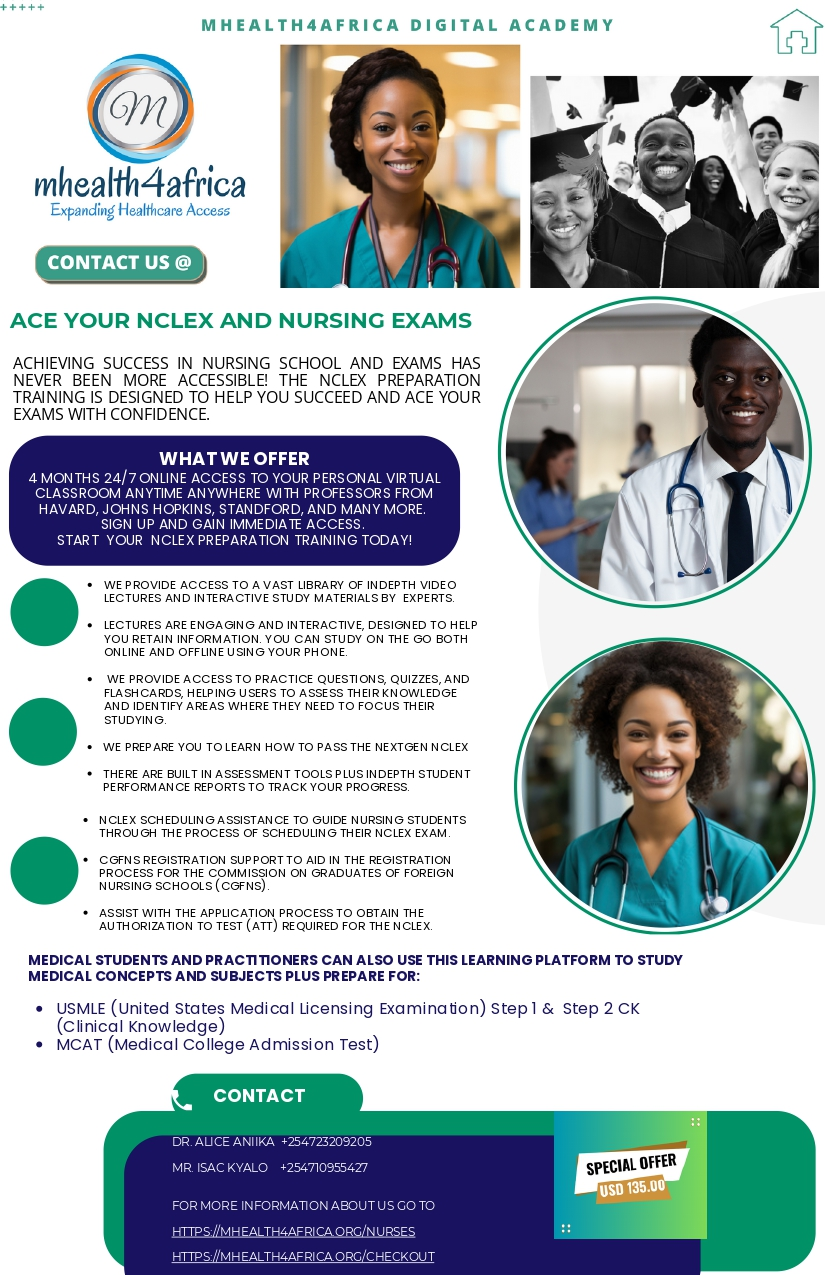 MHEALTH4AFRICA DIGITAL ACADEMY
M
mhealth4africa
Expanding Healthcare Access
CONTACT US @
ACE YOUR NCLEX AND NURSING EXAMS
ACHIEVING SUCCESS IN NURSING SCHOOL AND EXAMS HAS
NEVER BEEN MORE ACCESSIBLE! THE NCLEX PREPARATION
TRAINING IS DESIGNED TO HELP YOU SUCCEED AND ACE YOUR
EXAMS WITH CONFIDENCE.
WHAT WE OFFER
4 MONTHS 24/7 ONLINE ACCESS TO YOUR PERSONAL VIRTUAL
CLASSROOM ANYTIME ANYWHERE WITH PROFESSORS FROM
HAVARD, JOHNS HOPKINS, STANDFORD, AND MANY MORE.
SIGN UP AND GAIN IMMEDIATE ACCESS.
START YOUR NCLEX PREPARATION TRAINING TODAY!
• WE PROVIDE ACCESS TO A VAST LIBRARY OF INDEPTH VIDEO
LECTURES AND INTERACTIVE STUDY MATERIALS BY EXPERTS.
• LECTURES ARE ENGAGING AND INTERACTIVE, DESIGNED TO HELP
YOU RETAIN INFORMATION. YOU CAN STUDY ON THE GO BOTH
ONLINE AND OFFLINE USING YOUR PHONE.
• WE PROVIDE ACCESS TO PRACTICE QUESTIONS, QUIZZES, AND
FLASHCARDS, HELPING USERS TO ASSESS THEIR KNOWLEDGE
AND IDENTIFY AREAS WHERE THEY NEED TO FOCUS THEIR
STUDYING.
• WE PREPARE YOU TO LEARN HOW TO PASS THE NEXTGEN NCLEX
• THERE ARE BUILT IN ASSESSMENT TOOLS PLUS INDEPTH STUDENT
PERFORMANCE REPORTS TO TRACK YOUR PROGRESS.
• NCLEX SCHEDULING ASSISTANCE TO GUIDE NURSING STUDENTS
THROUGH THE PROCESS OF SCHEDULING THEIR NCLEX EXAM.
• CGFNS REGISTRATION SUPPORT TO AID IN THE REGISTRATION
PROCESS FOR THE COMMISSION ON GRADUATES OF FOREIGN
NURSING SCHOOLS (CGFNS).
• ASSIST WITH THE APPLICATION PROCESS TO OBTAIN THE
AUTHORIZATION TO TEST (ATT) REQUIRED FOR THE NCLEX.
MEDICAL STUDENTS AND PRACTITIONERS CAN ALSO USE THIS LEARNING PLATFORM TO STUDY
MEDICAL CONCEPTS AND SUBJECTS PLUS PREPARE FOR:
• USMLE (United States Medical Licensing Examination) Step 1 & Step 2 CK
(Clinical Knowledge)
• MCAT (Medical College Admission Test)
CONTACT
DR. ALICE ANIIKA +254723209205
MR. ISAC KYALO +254710955427
FOR MORE INFORMATION ABOUT US GO TO
HTTPS://MHEALTH4AFRICA.ORG/NURSES
HTTPS://MHEALTH4AFRICA.ORG/CHECKOUT
SPECIAL OFFER
USD 135.00